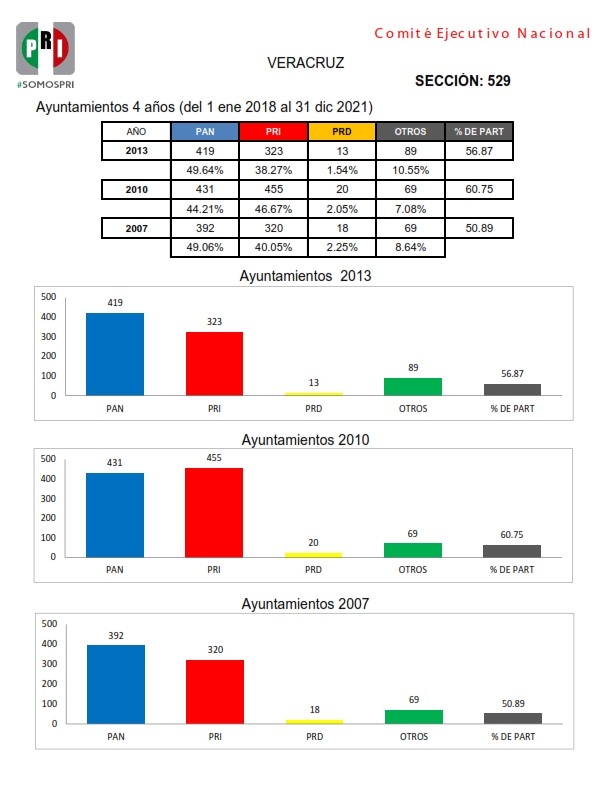 Comité Ejecutivo Nacional
PRI
#SOMOSPRI
VERACRUZ
SECCIÓN: 529
Ayuntamientos 4 años (del 1 ene 2018 al 31 dic 2021)
AÑO PAN PRI PRD OTROS % DE PART
2013 419 323 13 89 56.87
49.64% 38.27% 1.54% 10.55%
2010 431 455 20 69 60.75
44.21% 46.67% 2.05% 7.08%
2007 392 320 18 69 50.89
49.06% 40.05% 2.25% 8.64%
Ayuntamientos 2013
500
400
300
200
100
0
419 323 13 89 56.87
PAN PRI PRD OTROS % DE PART
Ayuntamientos 2010
500
400
300
200
100
0
431 455 20 69 60.75
PAN PRI PRD OTROS % DE PART
Ayuntamientos 2007
500
400
300
200
100
0
392 320 18 69 50.89
PAN PRI PRD OTROS % DE PART